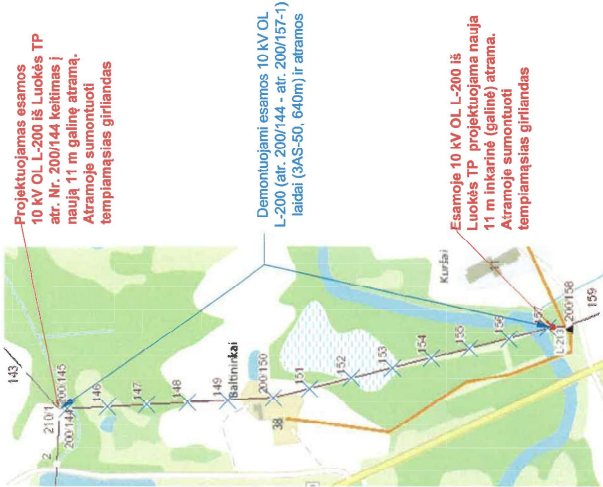 Projektuojamas esamos
10 kV OL L-200 iš Luokės TP
atr. Nr. 200/144 keitimas į
naują 11 m galinę atramą.
Atramoje sumontuoti
tempiamąsias girliandas
Demontuojami esamos 10 kV OL
L-200 (atr. 200/144 - atr. 200/157-1)
laidai (3AS-50, 640m) ir atramos
Esamoje 10 kV OL L-200 iš
Luokės TP projektuojama nauja
11 m inkarinė (galinė) atrama.
Atramoje sumontuoti
tempiamąsias girliandas
143
210/1
200/145
2
200/144
146
147
148
149
Baltininkai
200/150
38
151
152
153
154
155
156
157
Kuršai
11
L-203
200/158
159